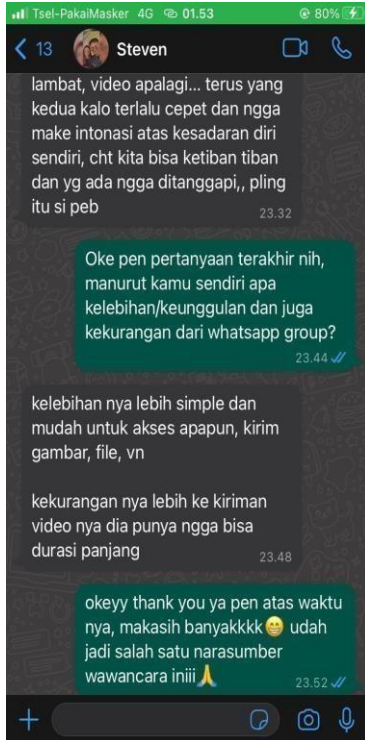 Tsel-PakaiMasker 4G 01.53 80%
13 Steven
lambat, video apalagi... terus yang
kedua kalo terlalu cepet dan ngga
make intonasi atas kesadaran diri
sendiri, cht kita bisa ketiban tiban
dan yg ada ngga ditanggapi,, pling
itu si peb
23.32
Oke pen pertanyaan terakhir nih,
manurut kamu sendiri apa
kelebihan/keunggulan dan juga
kekurangan dari whatsapp group?
23.44
kelebihan nya lebih simple dan
mudah untuk akses apapun, kirim
gambar, file, vn
kekurangan nya lebih ke kiriman
video nya dia punya ngga bisa
durasi panjang
23.48
okeyy thank you ya pen atas waktu
nya, makasih banyakkkk😁 udah
jadi salah satu narasumber
wawancara iniii🙏
23.52